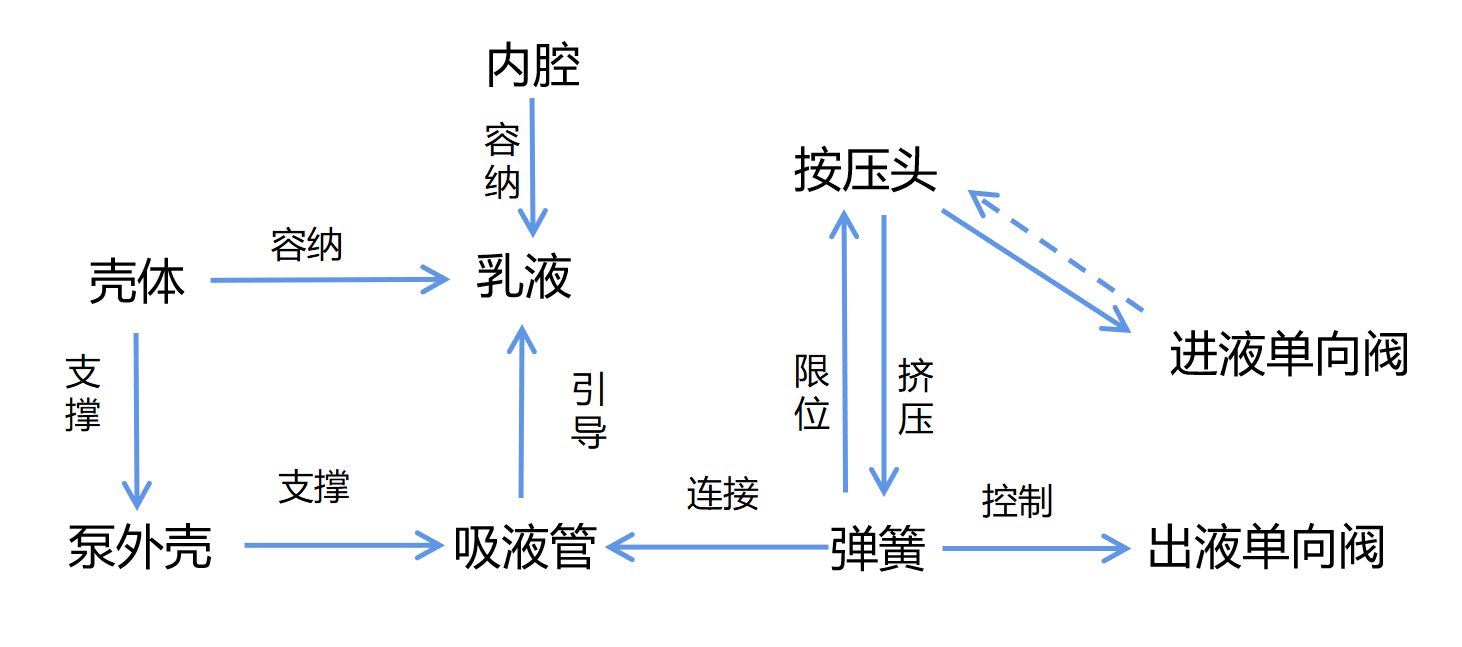 内腔
容纳
按压头
容纳
壳体
乳液
进液单向阀
支撑
引导
限位
挤压
支撑
连接
控制
泵外壳
吸液管
弹簧
出液单向阀